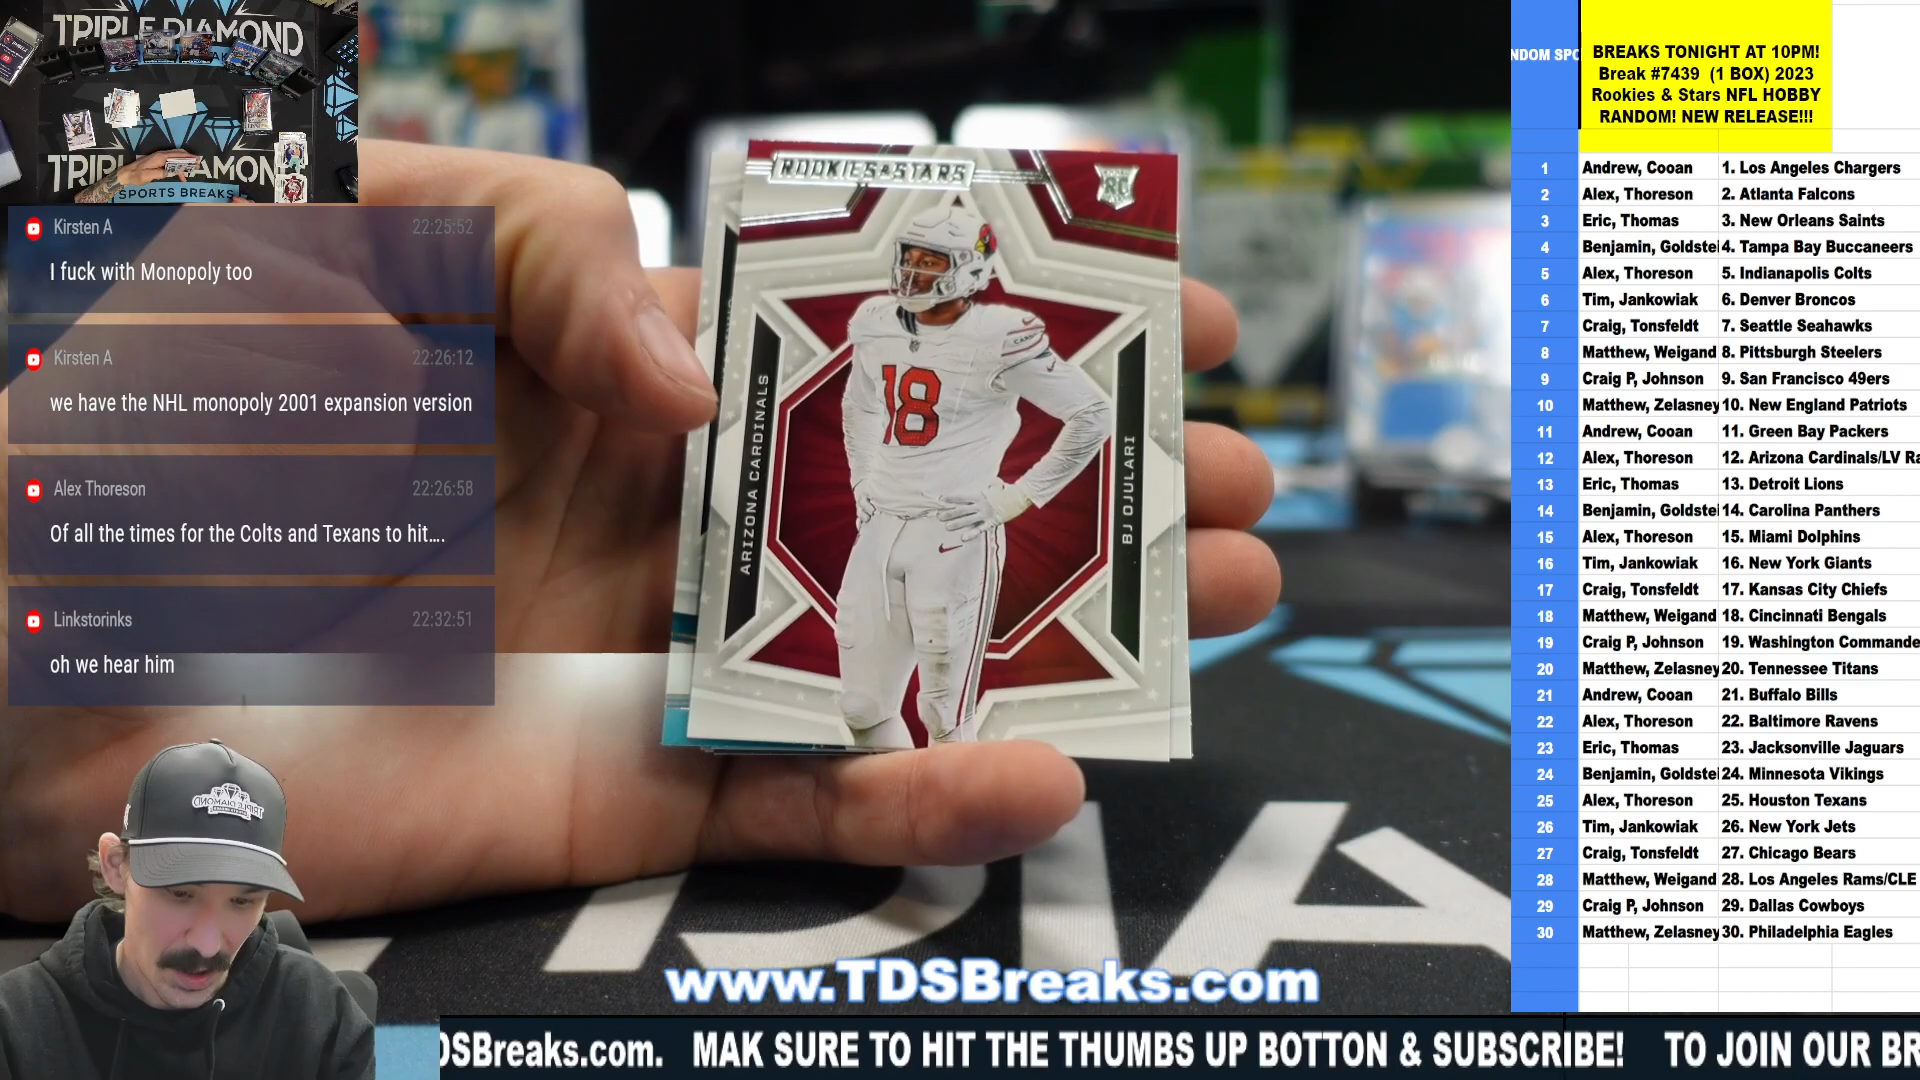 TRIPLE DIAMOND
TRIPLE DIAMOND
SPORTS BREAKS
Kirsten A 22:25:52
I fuck with Monopoly too
Kirsten A 22:26:12
we have the NHL monopoly 2001 expansion version
Alex Thoreson 22:26:58
Of all the times for the Colts and Texans to hit....
Linkstorinks 22:32:51
oh we hear him
ROOKIES & STARS
RC
18
ARIZONA CARDINALS
BJ OJULARI
www.TDSBreaks.com
NDOM SPO
BREAKS TONIGHT AT 10PM!
Break #7439 (1 BOX) 2023
Rookies & Stars NFL HOBBY
RANDOM! NEW RELEASE!!!
1 Andrew, Cooan 1. Los Angeles Chargers
2 Alex, Thoreson 2. Atlanta Falcons
3 Eric, Thomas 3. New Orleans Saints
4 Benjamin, Goldstei 4. Tampa Bay Buccaneers
5 Alex, Thoreson 5. Indianapolis Colts
6 Tim, Jankowiak 6. Denver Broncos
7 Craig, Tonsfeldt 7. Seattle Seahawks
8 Matthew, Weigand 8. Pittsburgh Steelers
9 Craig P, Johnson 9. San Francisco 49ers
10 Matthew, Zelasney 10. New England Patriots
11 Andrew, Cooan 11. Green Bay Packers
12 Alex, Thoreson 12. Arizona Cardinals/LV Ra
13 Eric, Thomas 13. Detroit Lions
14 Benjamin, Goldstei 14. Carolina Panthers
15 Alex, Thoreson 15. Miami Dolphins
16 Tim, Jankowiak 16. New York Giants
17 Craig, Tonsfeldt 17. Kansas City Chiefs
18 Matthew, Weigand 18. Cincinnati Bengals
19 Craig P, Johnson 19. Washington Commande
20 Matthew, Zelasney 20. Tennessee Titans
21 Andrew, Cooan 21. Buffalo Bills
22 Alex, Thoreson 22. Baltimore Ravens
23 Eric, Thomas 23. Jacksonville Jaguars
24 Benjamin, Goldstei 24. Minnesota Vikings
25 Alex, Thoreson 25. Houston Texans
26 Tim, Jankowiak 26. New York Jets
27 Craig, Tonsfeldt 27. Chicago Bears
28 Matthew, Weigand 28. Los Angeles Rams/CLE
29 Craig P, Johnson 29. Dallas Cowboys
30 Matthew, Zelasney 30. Philadelphia Eagles
DSBreaks.com. MAK SURE TO HIT THE THUMBS UP BOTTON & SUBSCRIBE! TO JOIN OUR BR